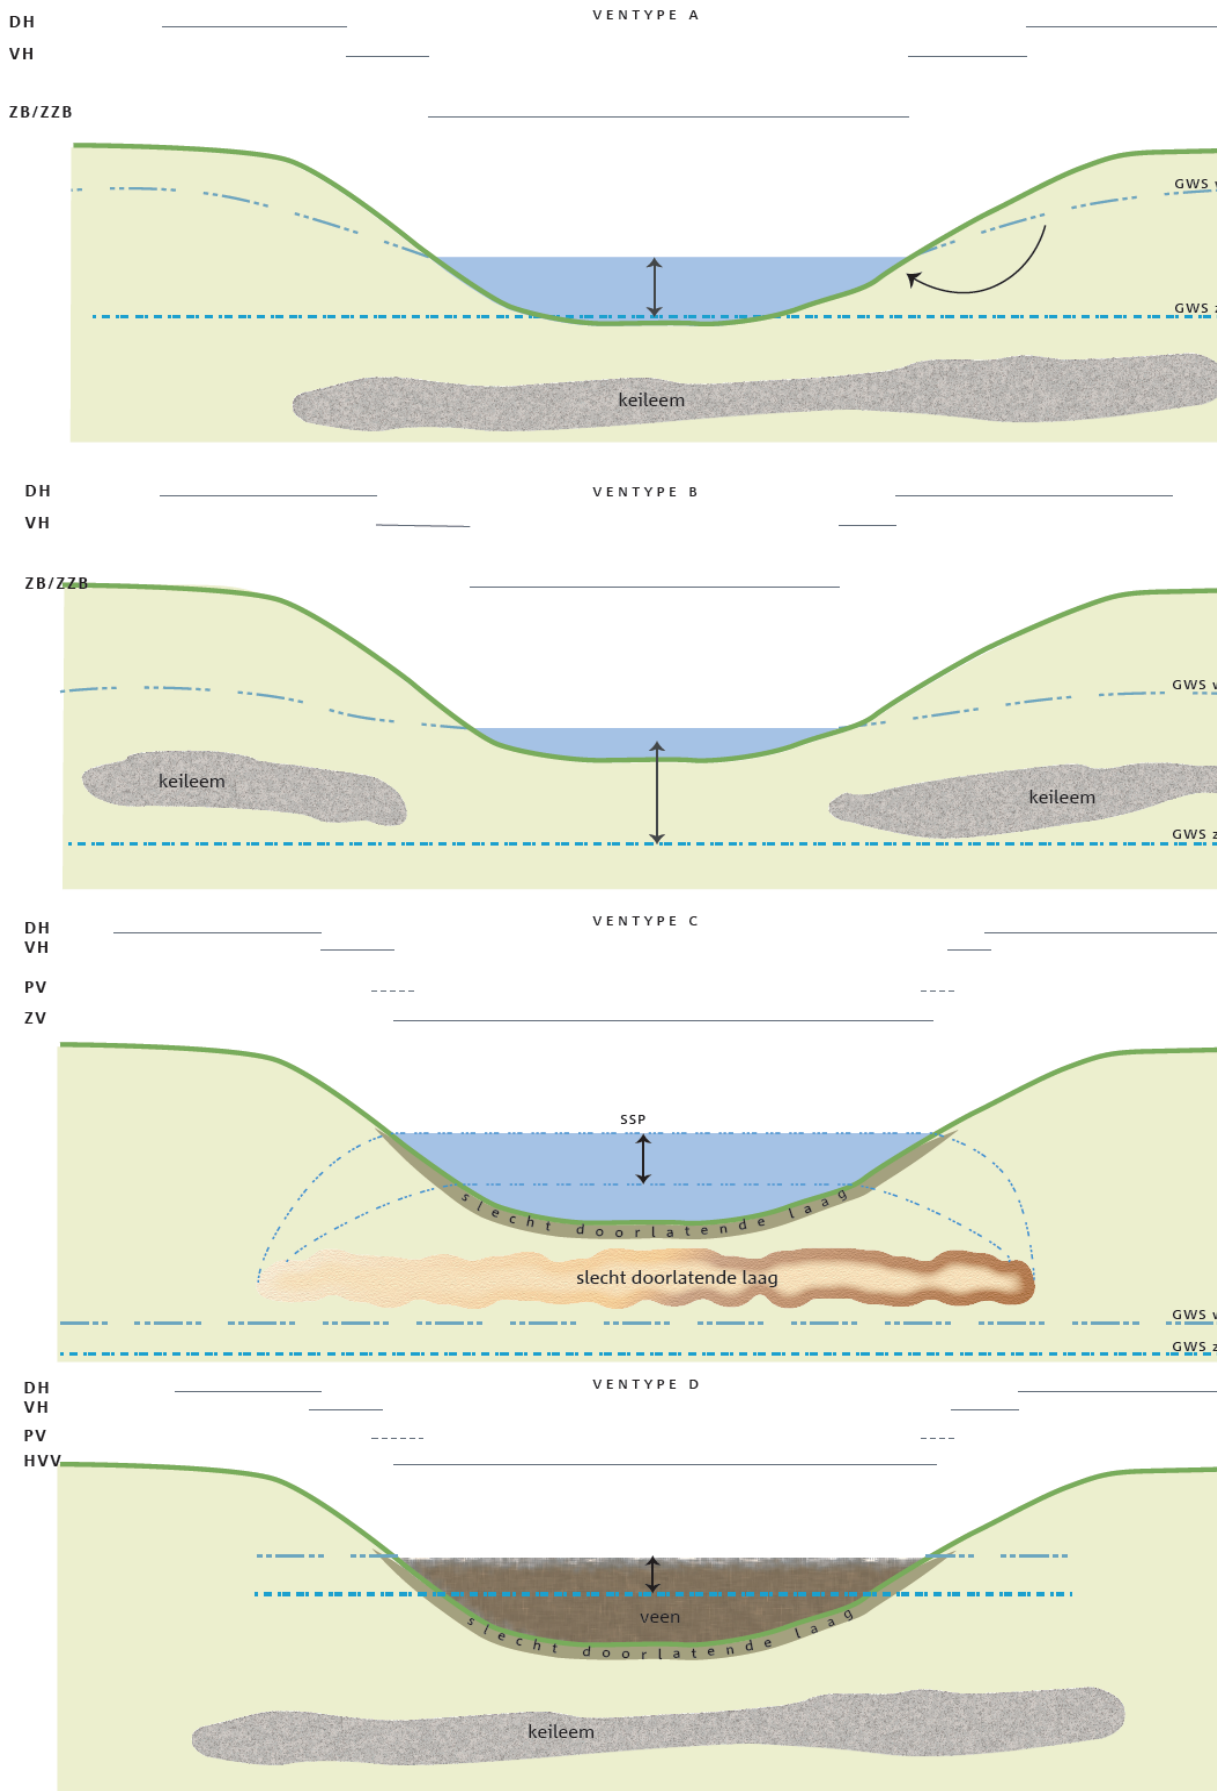 DH
VENTYPE A
VH
ZB/ZZB
GWS
GWS
keileem
DH
VENTYPE B
VH
ZB/ZZB
GWS
keileem
keileem
GWS
VENTYPE C
DH
VH
PV
ZV
SSP
slecht doorlatende laag
slecht doorlatende laag
GWS
GWS
VENTYPE D
DH
VH
PV
HVV
veen
slecht doorlatende laag
keileem